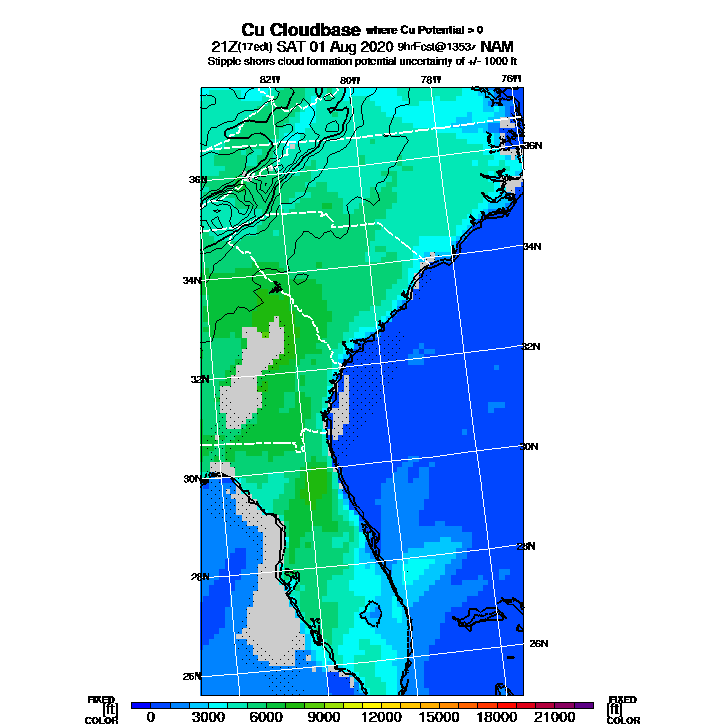 Cu Cloudbase where Cu Potential > 0
21Z(17edt) SAT 01 Aug 2020 9hrFcst@1353z NAM
Stipple shows cloud formation potential uncertainty of +/- 1000 ft
82W 80W 78W 76W
36N
36N
34N
34N
32N
32N
30N
30N
28N
28N
26N
26N
FIXED [ft] COLOR
0 3000 6000 9000 12000 15000 18000 21000
FIXED [ft] COLOR